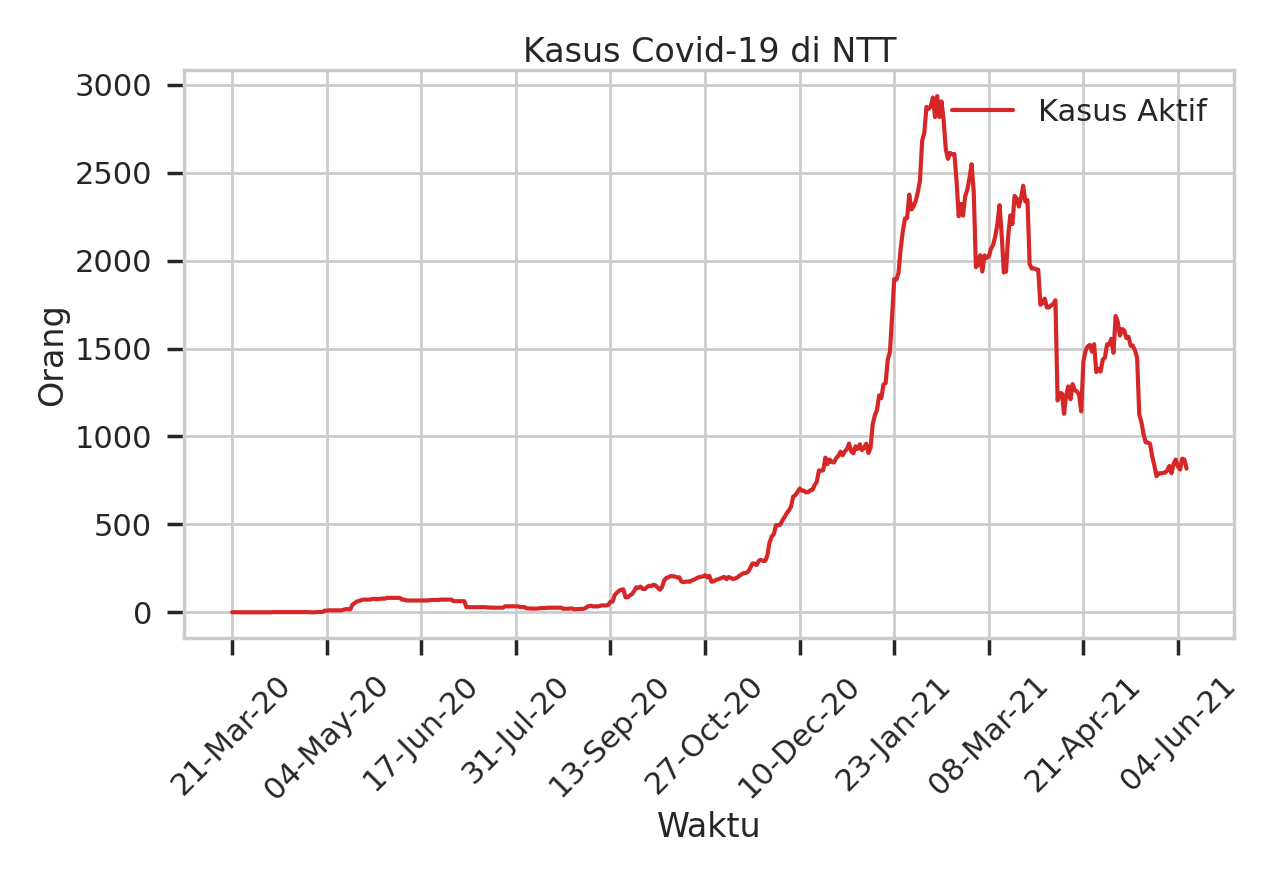 Kasus Covid-19 di NTT
Kasus Aktif
3000
2500
2000
1500
1000
500
0
Orang
21-Mar-20
04-May-20
17-Jun-20
31-Jul-20
13-Sep-20
27-Oct-20
10-Dec-20
23-Jan-21
08-Mar-21
21-Apr-21
04-Jun-21
Waktu